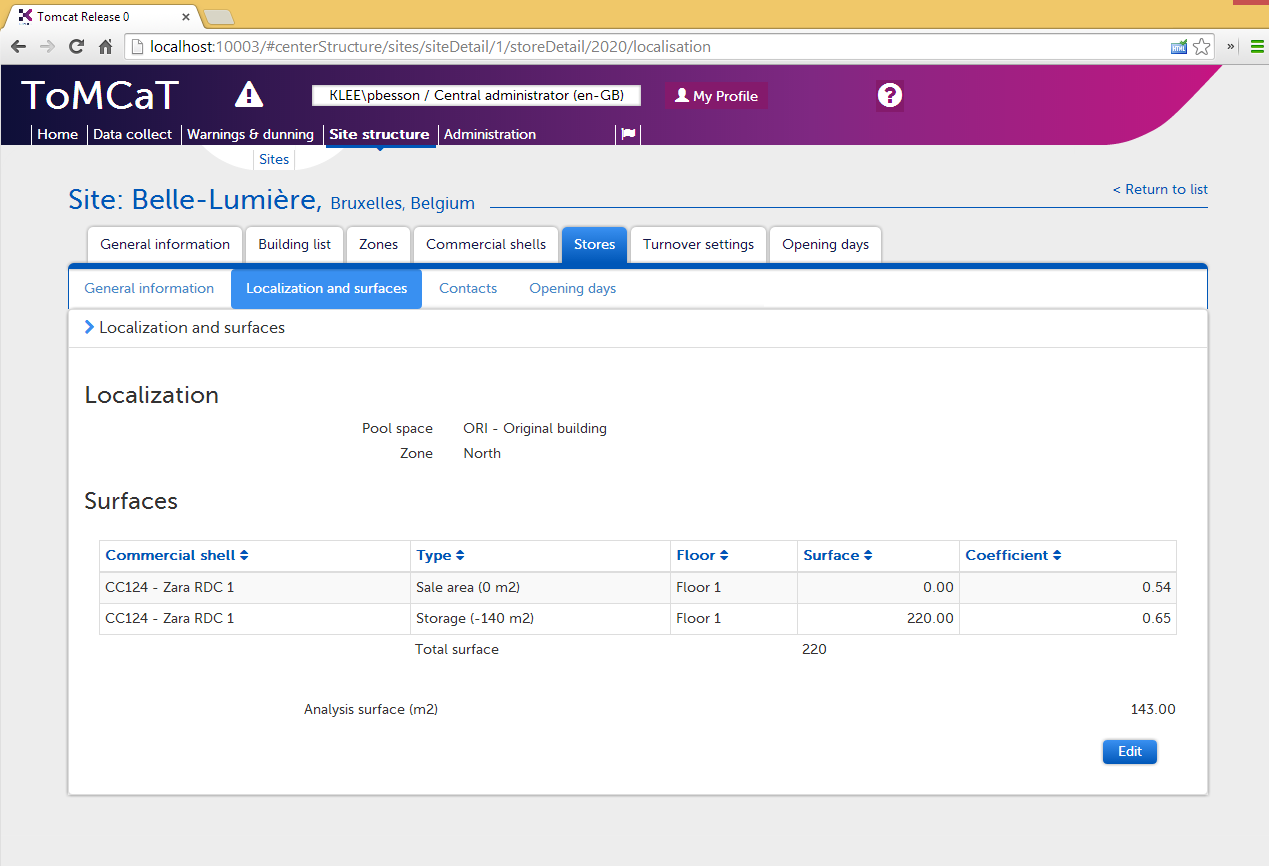 Tomcat Release 0
localhost:10003/#centerStructure/sites/siteDetail/1/storeDetail/2020/localisation
ToMCaT
KLEE\pbesson / Central administrator (en-GB)
My Profile
Home
Data collect
Warnings & dunning
Site structure
Administration
Sites
Site: Belle-Lumière, Bruxelles, Belgium
< Return to list
General information
Building list
Zones
Commercial shells
Stores
Turnover settings
Opening days
General information
Localization and surfaces
Contacts
Opening days
Localization and surfaces
Localization
Pool space ORI - Original building
Zone North
Surfaces
Commercial shell Type Floor Surface Coefficient
CC124 - Zara RDC 1 Sale area (0 m2) Floor 1 0.00 0.54
CC124 - Zara RDC 1 Storage (-140 m2) Floor 1 220.00 0.65
Total surface 220
Analysis surface (m2) 143.00
Edit